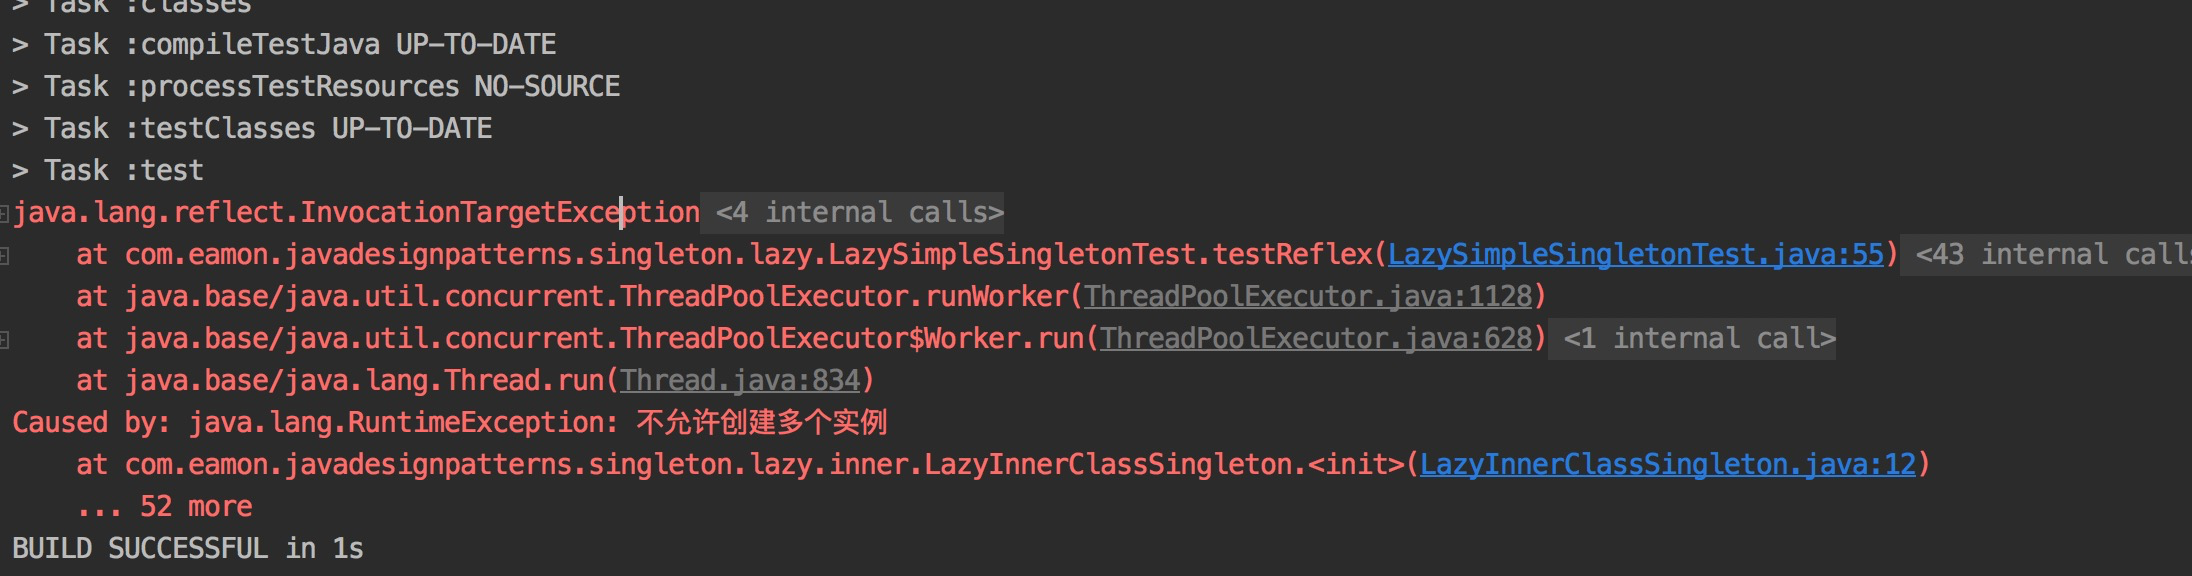 > Task :classes
> Task :compileTestJava UP-TO-DATE
> Task :processTestResources NO-SOURCE
> Task :testClasses UP-TO-DATE
> Task :test
java.lang.reflect.InvocationTargetException <4 internal calls>
at com.eamon.javadesignpatterns.singleton.lazy.LazySimpleSingletonTest.testReflex(LazySimpleSingletonTest.java:55) <43 internal calls
at java.base/java.util.concurrent.ThreadPoolExecutor.runWorker(ThreadPoolExecutor.java:1128)
at java.base/java.util.concurrent.ThreadPoolExecutor$Worker.run(ThreadPoolExecutor.java:628) <1 internal call>
at java.base/java.lang.Thread.run(Thread.java:834)
Caused by: java.lang.RuntimeException: 不允许创建多个实例
at com.eamon.javadesignpatterns.singleton.lazy.inner.LazyInnerClassSingleton.<init>(LazyInnerClassSingleton.java:12)
... 52 more
BUILD SUCCESSFUL in 1s